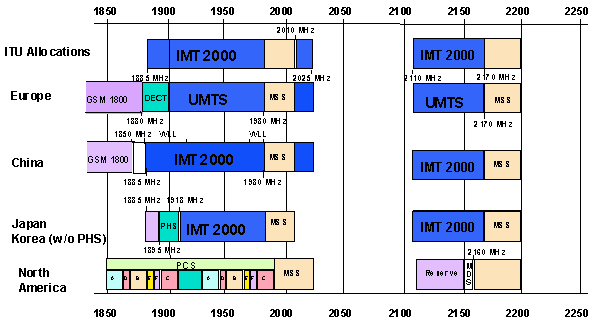 1850 1900 1950 2000 2050 2100 2150 2200 2250
2010 MHz
ITU Allocations IMT 2000 IMT 2000
1885 MHz 2025 MHz 2110 MHz 2170 MHz
Europe GSM 1800 DECT UMTS MSS UMTS MSS
1880 MHz 1980 MHz 2170 MHz
1850 MHz WLL WLL
China GSM 1800 IMT 2000 MSS IMT 2000 MSS
1885 MHz 1980 MHz
1885 MHz 1918 MHz
Japan
Korea (w/o PHS) PHS IMT 2000 MSS IMT 2000 MSS
1895 MHz 2160 MHz
PCS
North
America MSS Reserve MDS
1850 1900 1950 2000 2050 2100 2150 2200 2250